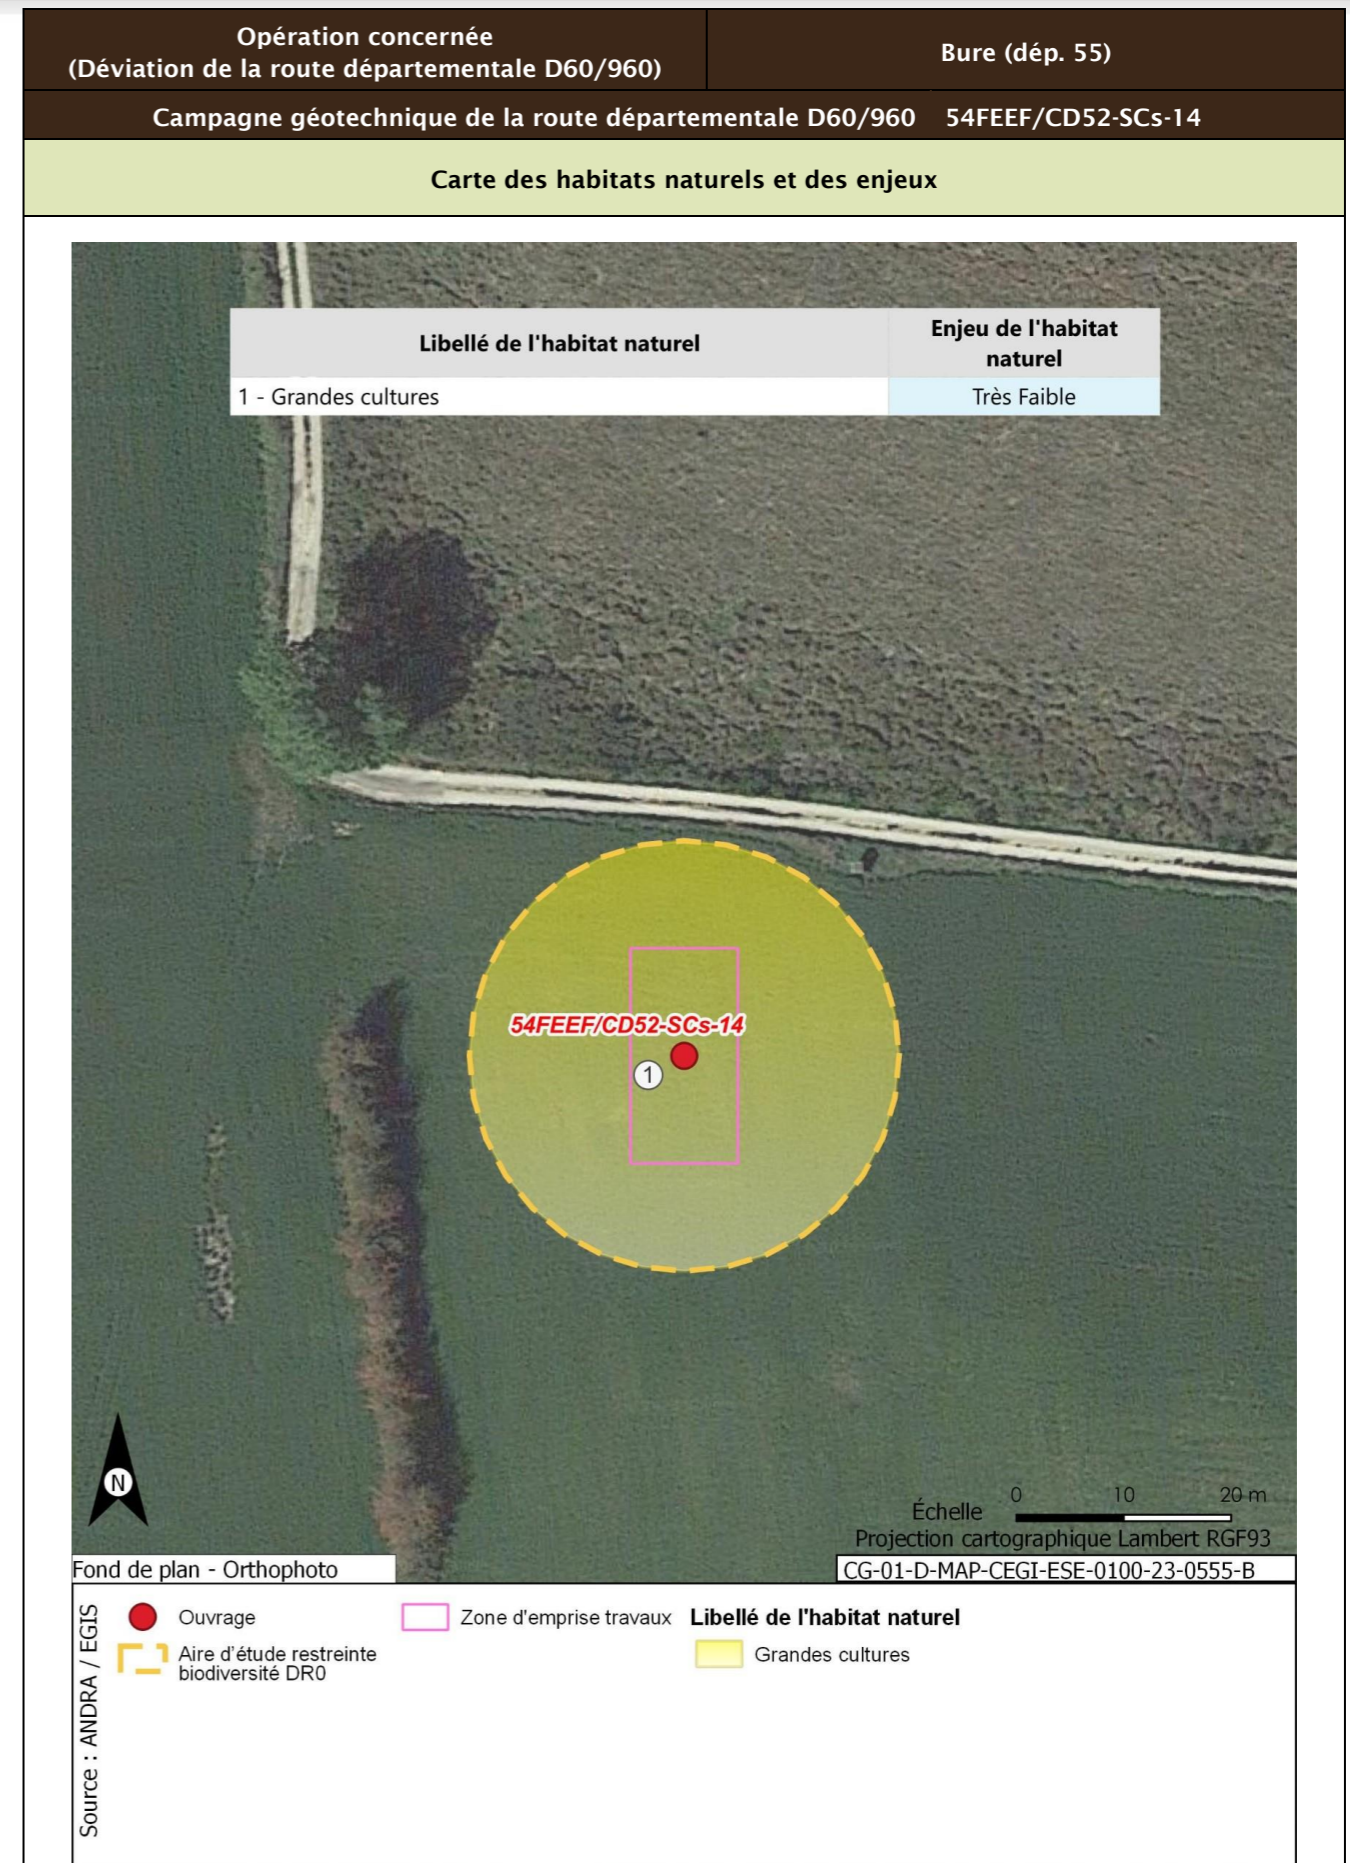 Opération concernée
(Déviation de la route départementale D60/960)
Bure (dép. 55)
Campagne géotechnique de la route départementale D60/960 54FEEF/CD52-SCs-14
Carte des habitats naturels et des enjeux
Libellé de l'habitat naturel
Enjeu de l'habitat
naturel
1 - Grandes cultures
Très Faible
54FEEF/CD52-SCs-14
1
N
0 10 20 m
Échelle
Projection cartographique Lambert RGF93
Fond de plan - Orthophoto
CG-01-D-MAP-CEGI-ESE-0100-23-0555-B
Source : ANDRA / EGIS
Ouvrage
Zone d'emprise travaux
Libellé de l'habitat naturel
Aire d'étude restreinte
biodiversité DR0
Grandes cultures